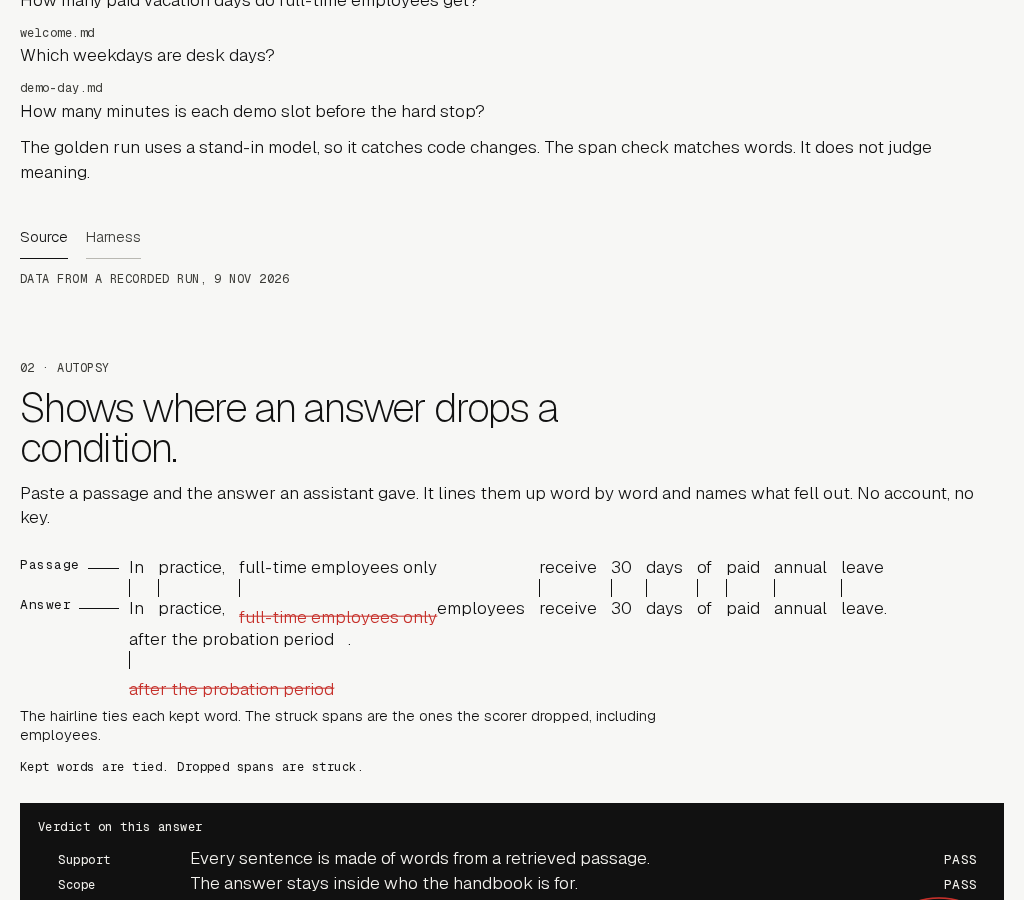 How many paid vacation days do full-time employees get?
welcome.md
Which weekdays are desk days?
demo-day.md
How many minutes is each demo slot before the hard stop?
The golden run uses a stand-in model, so it catches code changes. The span check matches words. It does not judge
meaning.
Source Harness
DATA FROM A RECORDED RUN, 9 NOV 2026
02 · AUTOPSY
Shows where an answer drops a
condition.
Paste a passage and the answer an assistant gave. It lines them up word by word and names what fell out. No account, no
key.
Passage In practice, full-time employees only receive 30 days of paid annual leave
Answer In practice, full-time employees only employees receive 30 days of paid annual leave.
after the probation period .
after the probation period
The hairline ties each kept word. The struck spans are the ones the scorer dropped, including
employees.
Kept words are tied. Dropped spans are struck.
Verdict on this answer
Support Every sentence is made of words from a retrieved passage. PASS
Scope The answer stays inside who the handbook is for. PASS